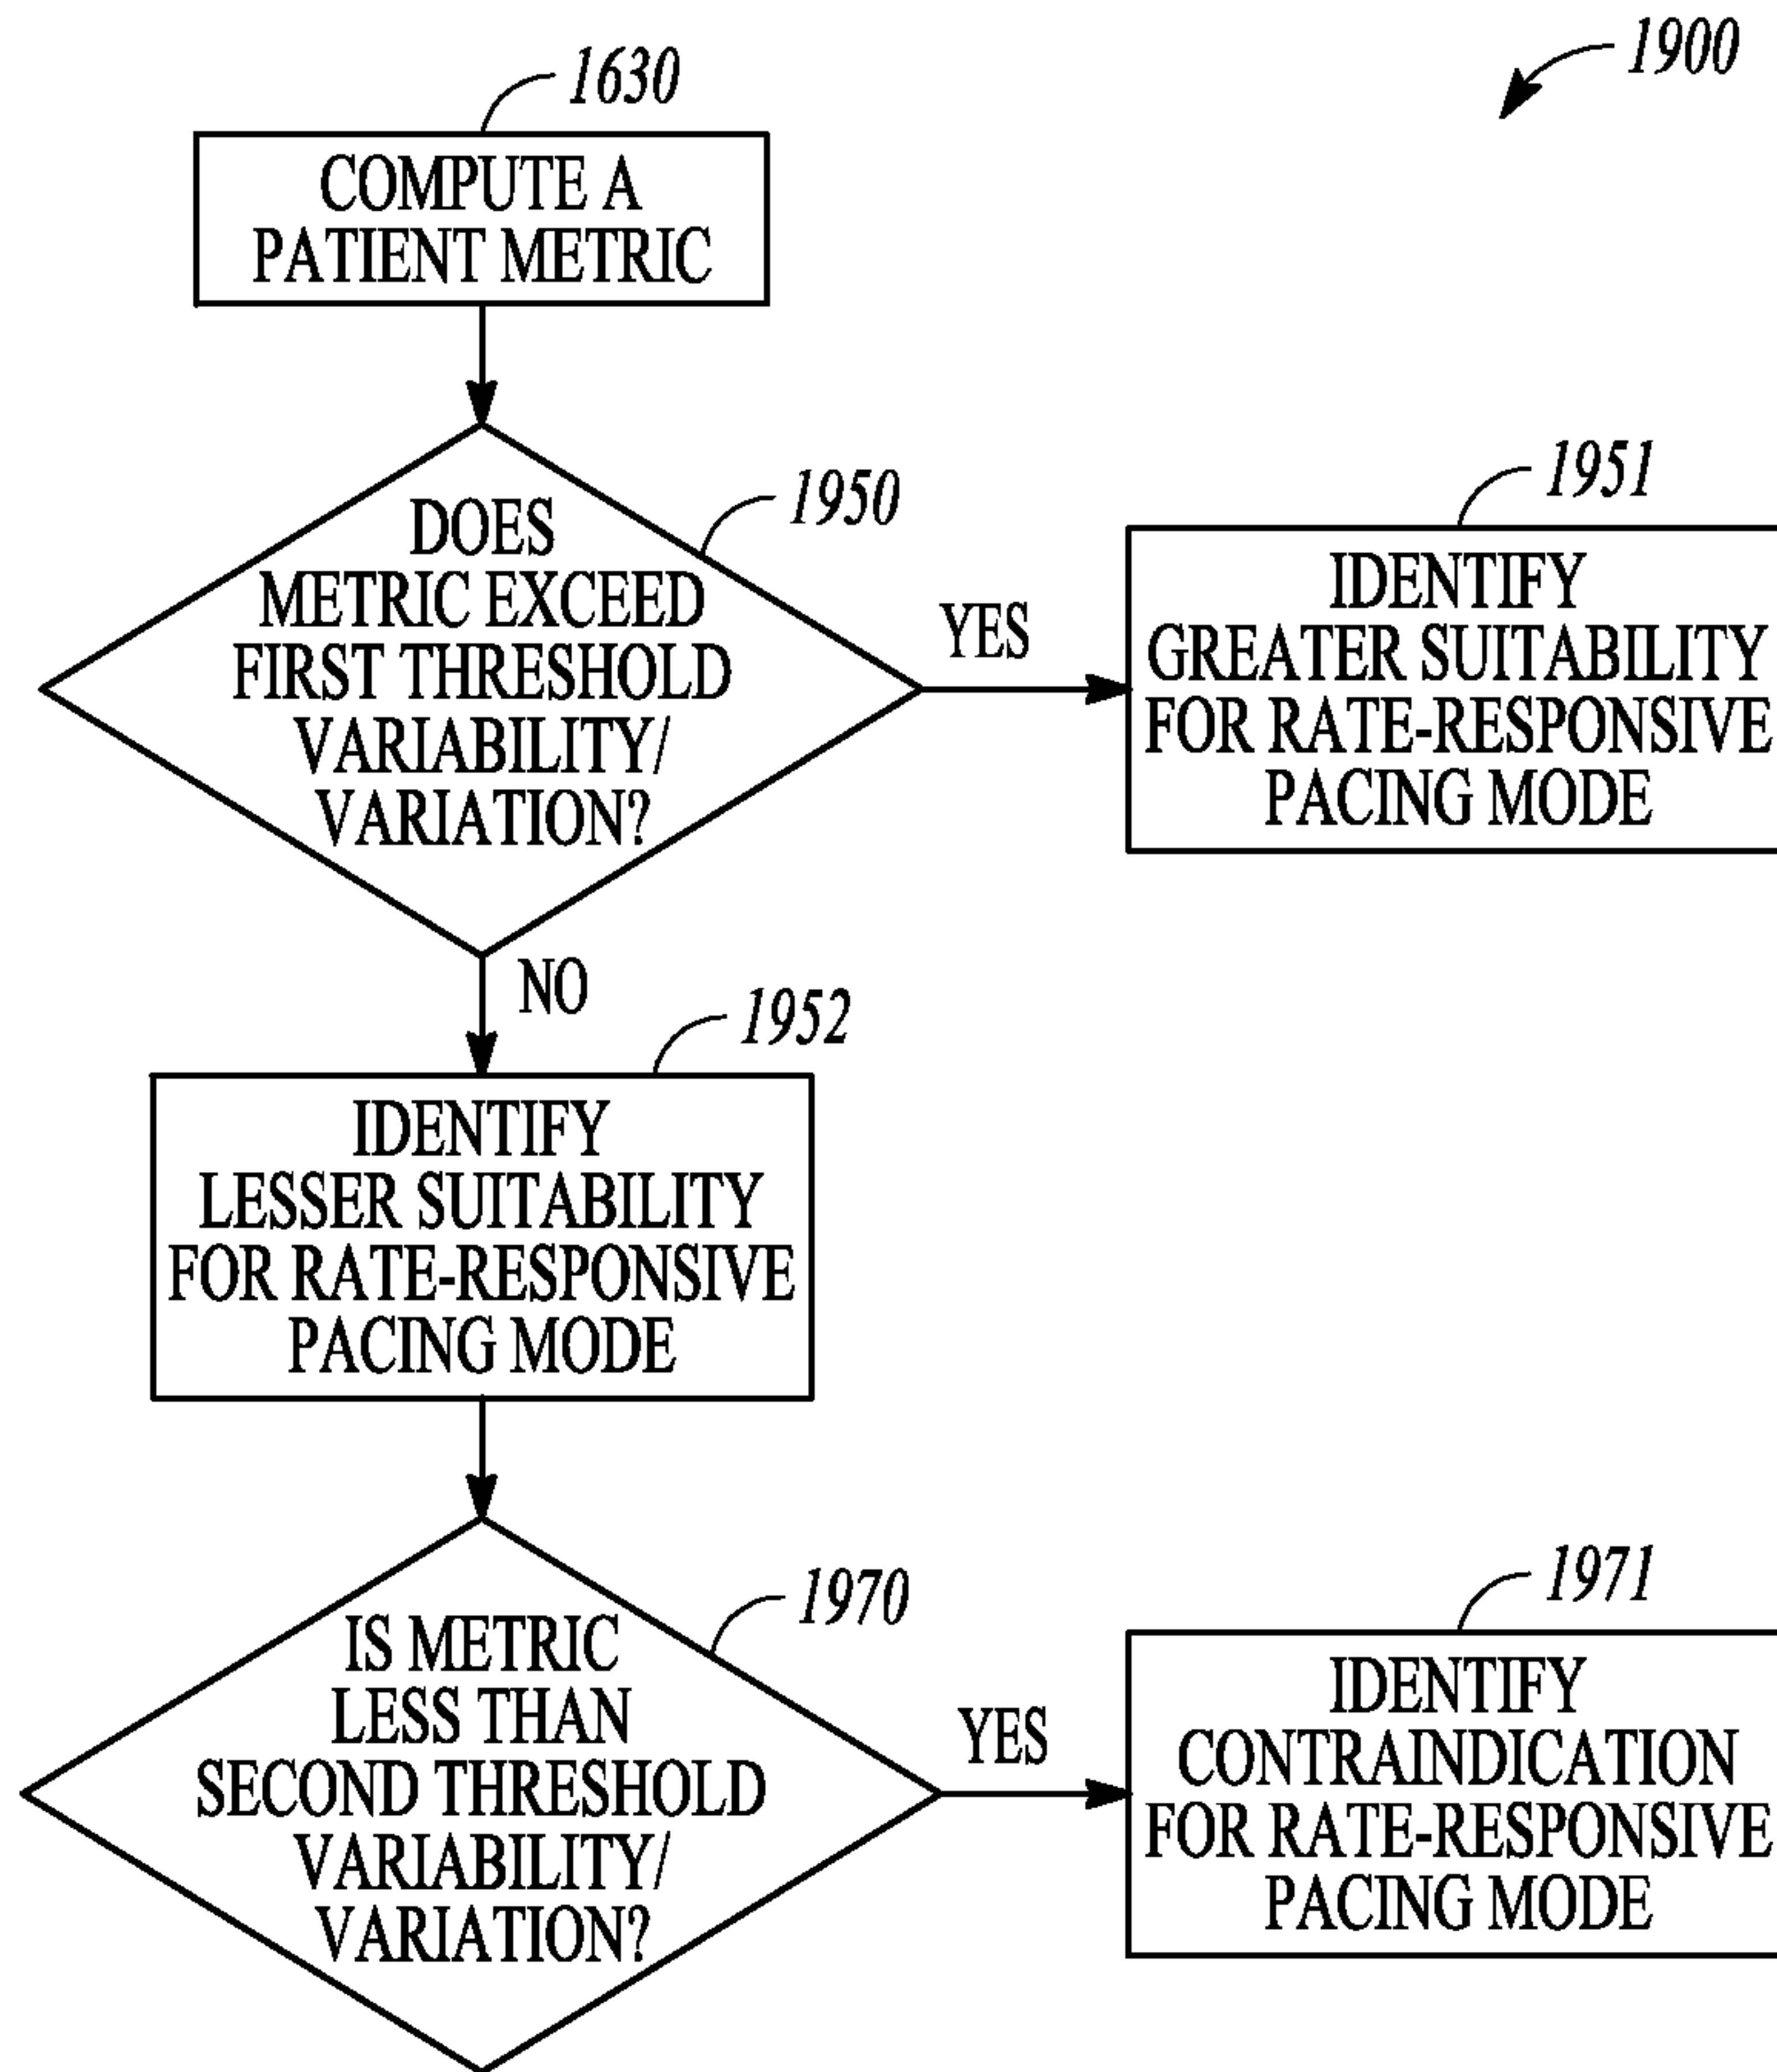 1900
1630
COMPUTE A
PATIENT METRIC
1950
DOES
METRIC EXCEED
FIRST THRESHOLD
VARIABILITY/
VARIATION?
YES
1951
IDENTIFY
GREATER SUITABILITY
FOR RATE-RESPONSIVE
PACING MODE
NO
1952
IDENTIFY
LESSER SUITABILITY
FOR RATE-RESPONSIVE
PACING MODE
1970
IS METRIC
LESS THAN
SECOND THRESHOLD
VARIABILITY/
VARIATION?
YES
1971
IDENTIFY
CONTRAINDICATION
FOR RATE-RESPONSIVE
PACING MODE